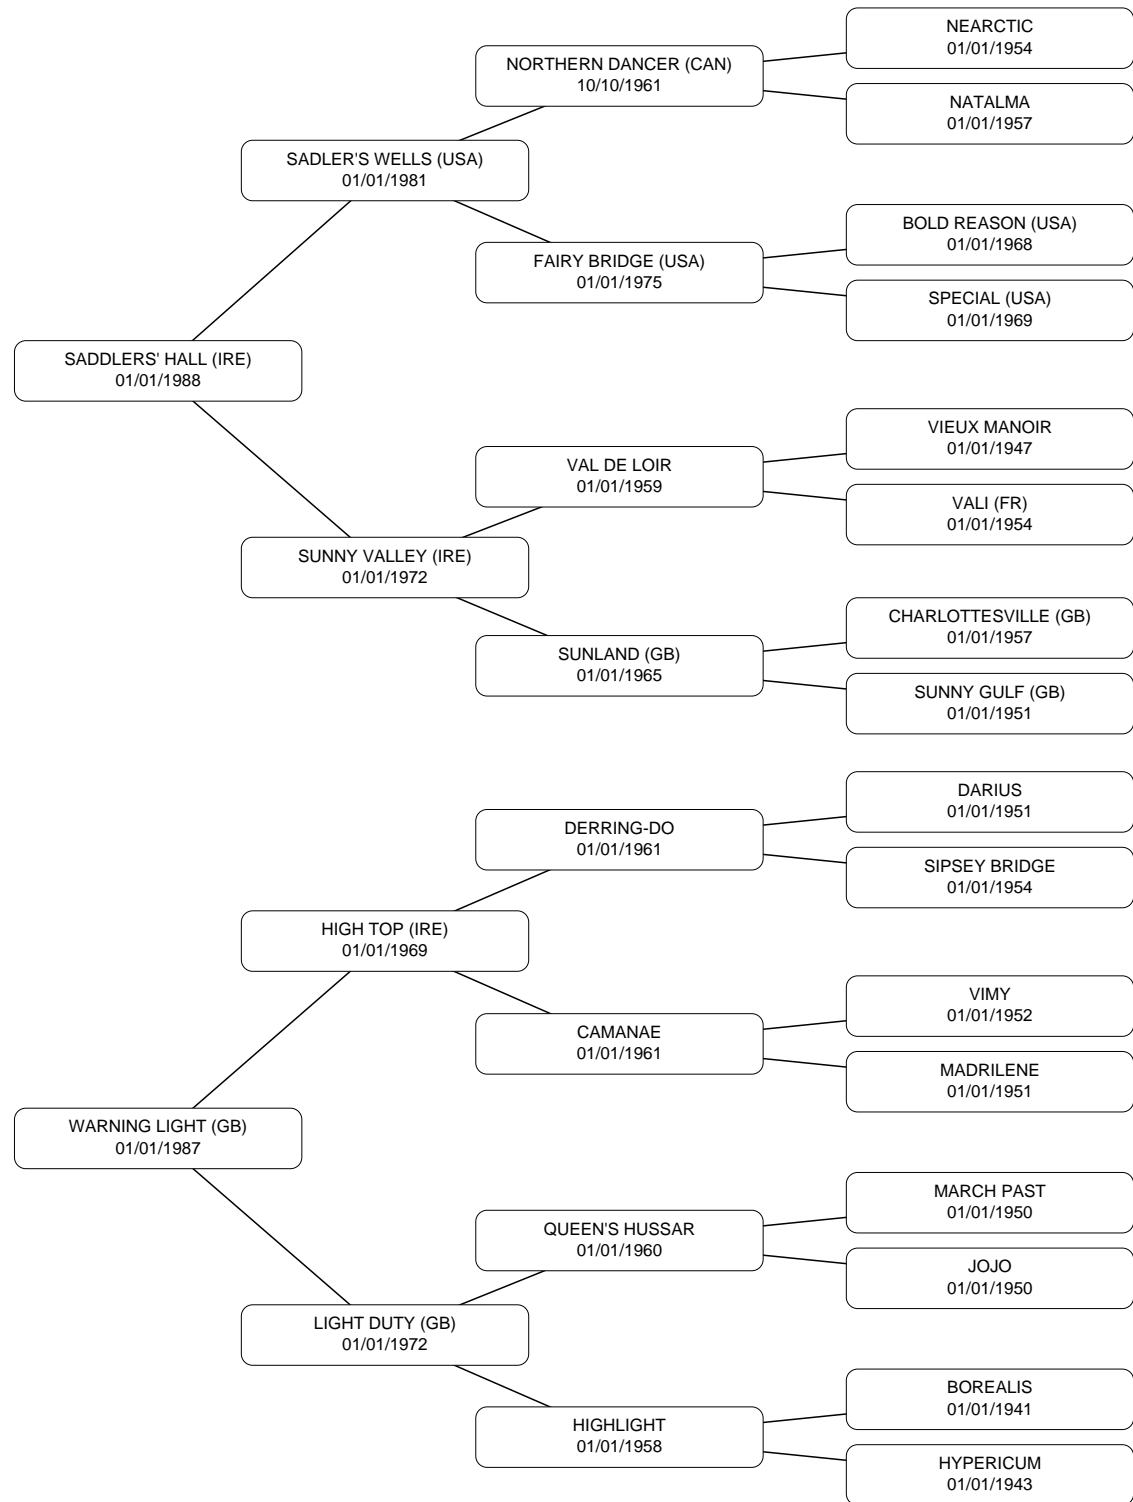 NEARCTIC
01/01/1954
NORTHERN DANCER (CAN)
10/10/1961
NATALMA
01/01/1957
SADLER'S WELLS (USA)
01/01/1981
BOLD REASON (USA)
01/01/1968
FAIRY BRIDGE (USA)
01/01/1975
SPECIAL (USA)
01/01/1969
SADDLERS' HALL (IRE)
01/01/1988
VIEUX MANOIR
01/01/1947
VAL DE LOIR
01/01/1959
VALI (FR)
01/01/1954
SUNNY VALLEY (IRE)
01/01/1972
CHARLOTTESVILLE (GB)
01/01/1957
SUNLAND (GB)
01/01/1965
SUNNY GULF (GB)
01/01/1951
DARIUS
01/01/1951
DERRING-DO
01/01/1961
SIPSEY BRIDGE
01/01/1954
HIGH TOP (IRE)
01/01/1969
VIMY
01/01/1952
CAMANAE
01/01/1961
MADRILENE
01/01/1951
WARNING LIGHT (GB)
01/01/1987
MARCH PAST
01/01/1950
QUEEN'S HUSSAR
01/01/1960
JOJO
01/01/1950
LIGHT DUTY (GB)
01/01/1972
BOREALIS
01/01/1941
HIGHLIGHT
01/01/1958
HYPERICUM
01/01/1943